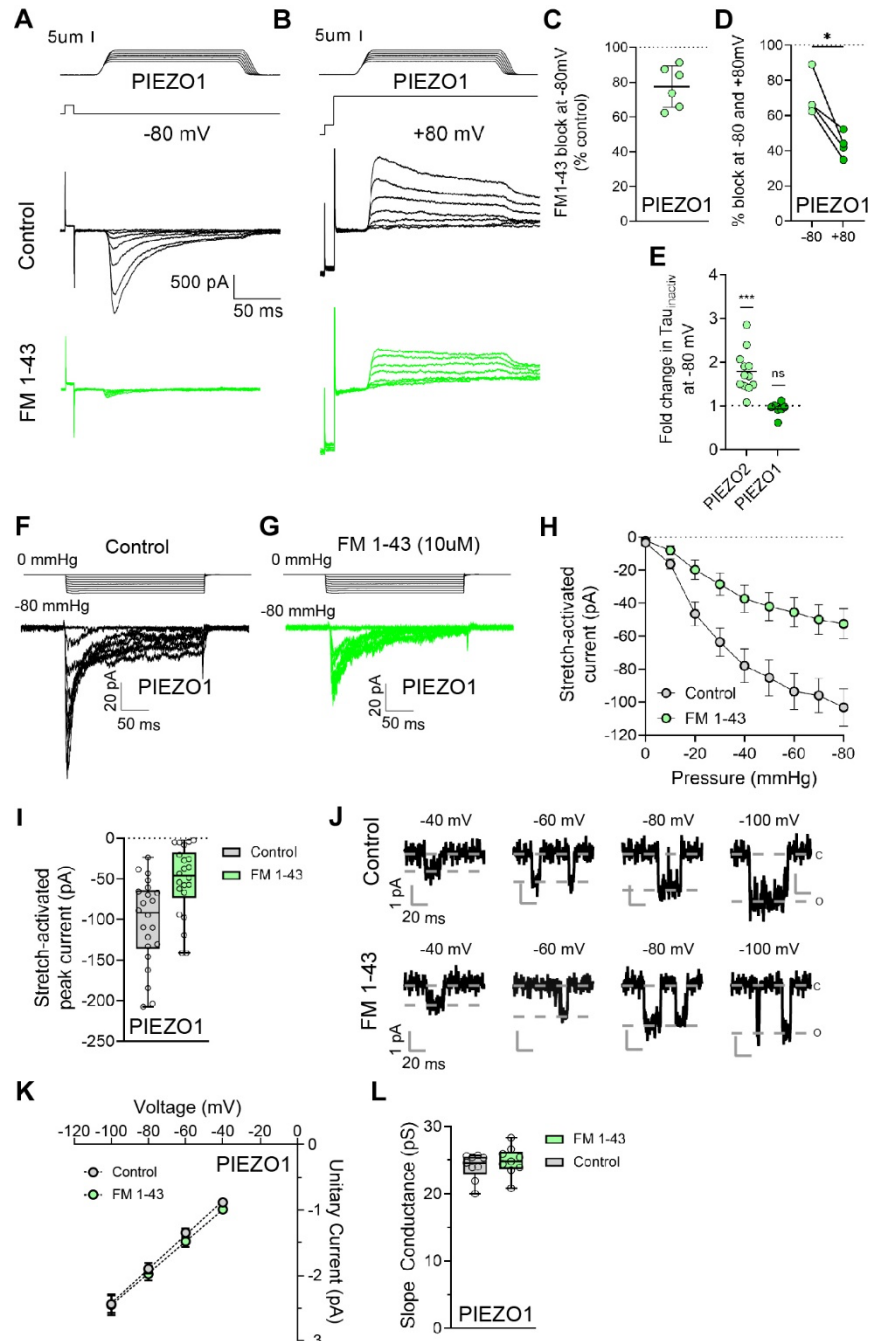 A
5um
PIEZO1
-80 mV
Control
500 pA
50 ms
FM 1-43
B
5um
PIEZO1
+80 mV
C
FM1-43 block at -80mV
(% control)
100
80
60
40
20
0
PIEZO1
D
% block at -80 and +80mV
100
80
60
40
20
0
*
PIEZO1
-80 +80
E
Fold change in Tauinactiv
at -80 mV
4
3
2
1
0
***
ns
PIEZO2
PIEZO1
F
Control
0 mmHg
-80 mmHg
PIEZO1
20 pA
50 ms
G
FM 1-43 (10uM)
0 mmHg
-80 mmHg
PIEZO1
20 pA
50 ms
H
Stretch-activated
current (pA)
0
-20
-40
-60
-80
-100
-120
Control
FM 1-43
0 -20 -40 -60 -80
Pressure (mmHg)
I
Stretch-activated
peak current (pA)
0
-50
-100
-150
-200
-250
Control
FM 1-43
PIEZO1
J
Control
-40 mV -60 mV -80 mV -100 mV
c
o
1 pA
20 ms
FM 1-43
-40 mV -60 mV -80 mV -100 mV
c
o
1 pA
20 ms
K
Voltage (mV)
-120 -100 -80 -60 -40 0
0
-1
-2
-3
PIEZO1
Control
FM 1-43
Unitary Current (pA)
L
Slope Conductance (pS)
30
25
20
15
10
5
0
FM 1-43
Control
PIEZO1